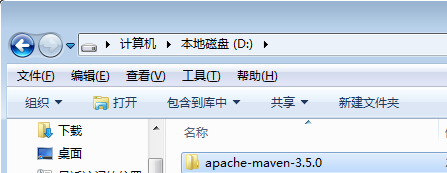 计算机 ▸ 本地磁盘 (D:) ▸
文件(F) 编辑(E) 查看(V) 工具(T) 帮助(H)
组织 打开 包含到库中 共享 新建文件夹
下载
名称
桌面
apache-maven-3.5.0